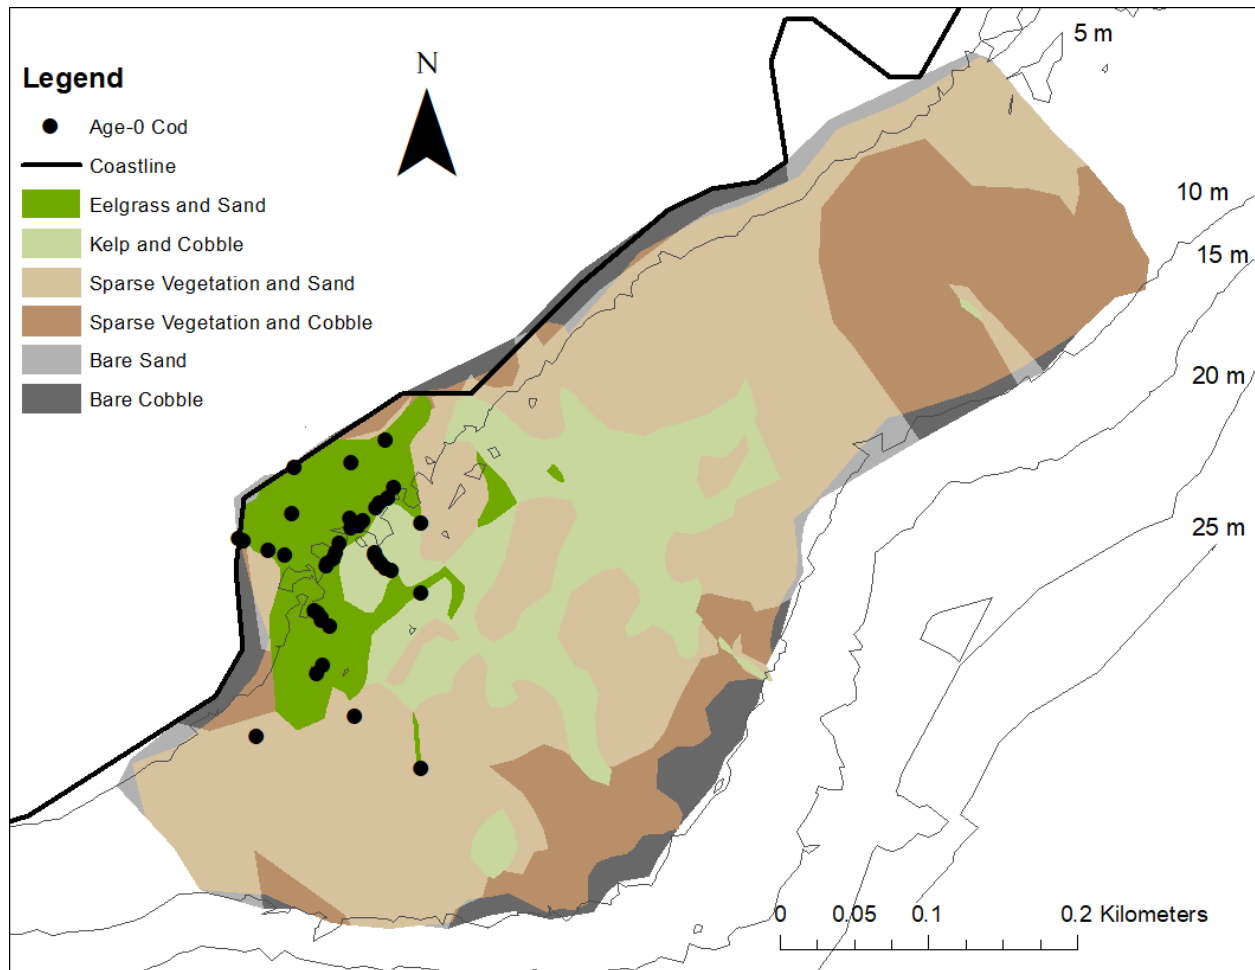 5 m
N
Legend
Age-0 Cod
Coastline
Eelgrass and Sand
Kelp and Cobble
Sparse Vegetation and Sand
Sparse Vegetation and Cobble
Bare Sand
Bare Cobble
10 m
15 m
20 m
25 m
0 0.05 0.1 0.2 Kilometers